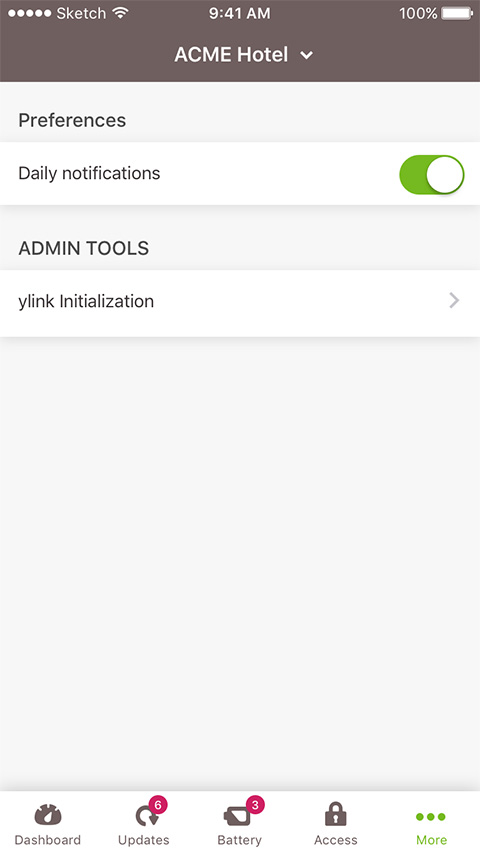 Sketch 9:41 AM 100%
ACME Hotel
Preferences
Daily notifications
ADMIN TOOLS
ylink Initialization
6 3
Dashboard Updates Battery Access More